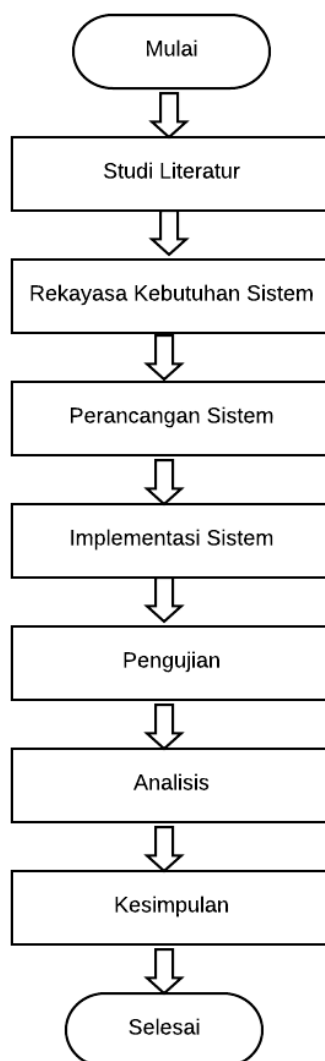 Mulai
Studi Literatur
Rekayasa Kebutuhan Sistem
Perancangan Sistem
Implementasi Sistem
Pengujian
Analisis
Kesimpulan
Selesai